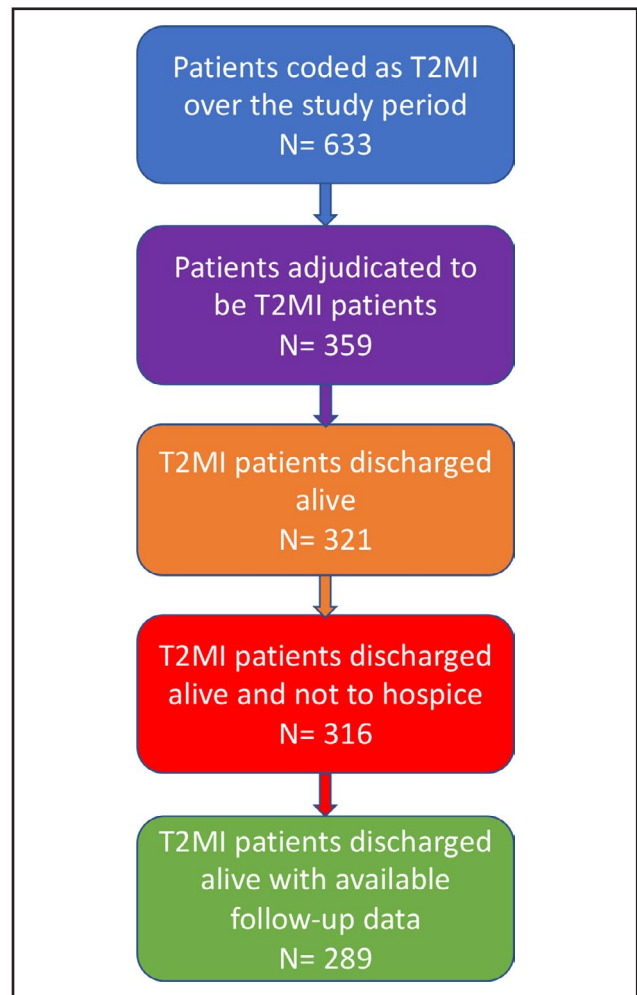 Patients coded as T2MI
over the study period
N= 633
Patients adjudicated to
be T2MI patients
N= 359
T2MI patients discharged
alive
N= 321
T2MI patients discharged
alive and not to hospice
N= 316
T2MI patients discharged
alive with available
follow-up data
N= 289